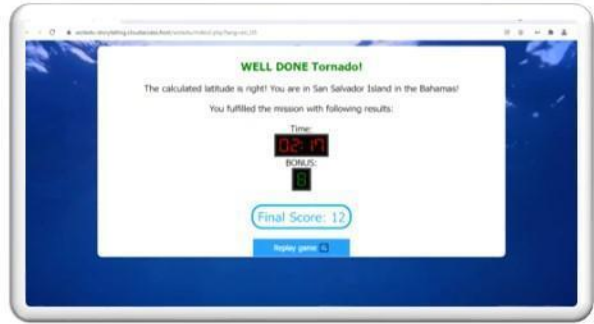 WELL DONE Tornado!
The calculated latitude is right! You are in San Salvador Island in the Bahamas!
You fulfilled the mission with following results:
Time:
02:17
BONUS:
8
Final Score: 12
Replay game